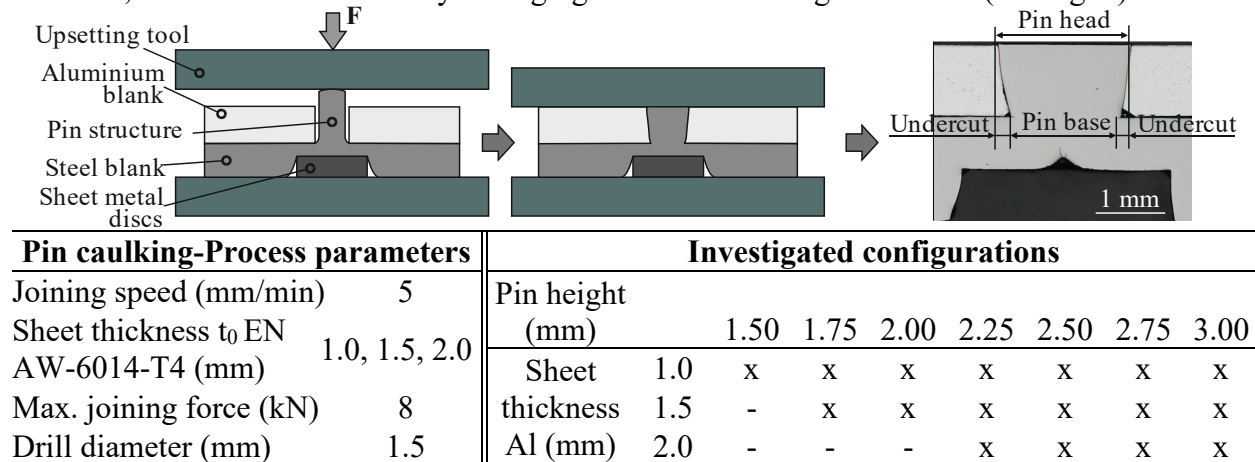 F
Upsetting tool
Aluminium
blank
Pin structure
Steel blank
Sheet metal
discs
Pin head
Undercut Pin base Undercut
1 mm
Pin caulking-Process parameters
Joining speed (mm/min) 5
Sheet thickness t0 EN
AW-6014-T4 (mm) 1.0, 1.5, 2.0
Max. joining force (kN) 8
Drill diameter (mm) 1.5
Investigated configurations
Pin height
(mm) 1.50 1.75 2.00 2.25 2.50 2.75 3.00
Sheet 1.0 x x x x x x x
thickness 1.5 - x x x x x x
Al (mm) 2.0 - - - x x x x